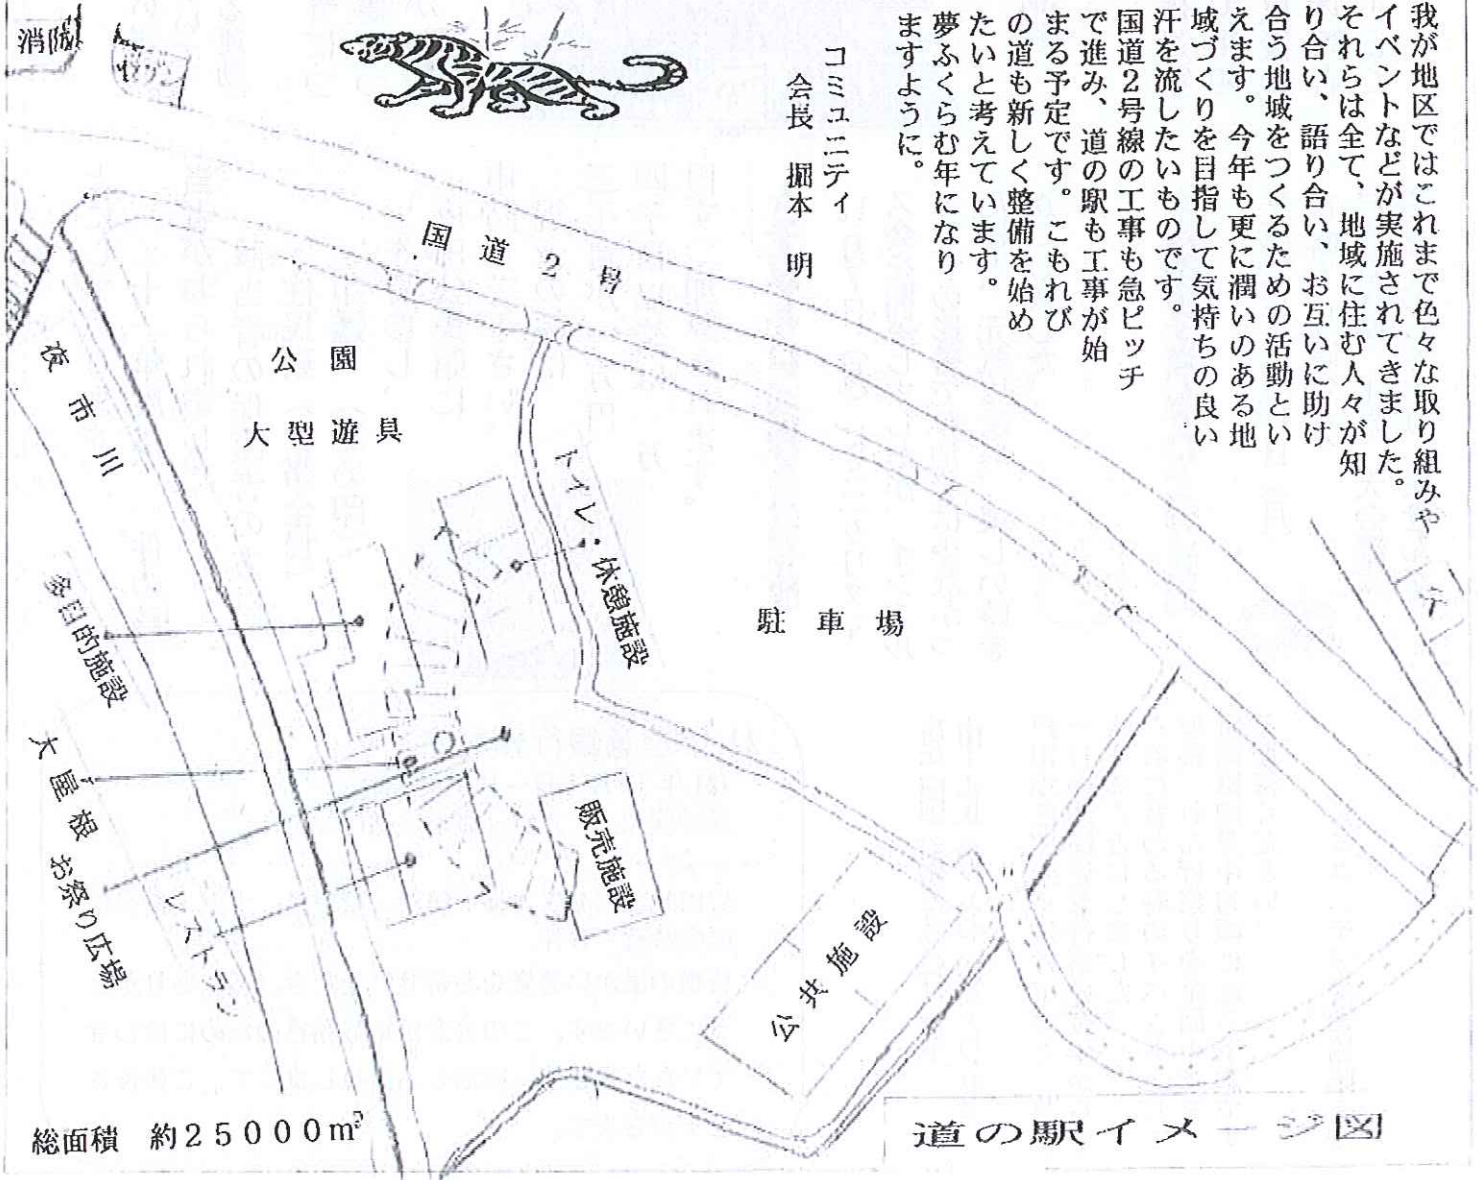 我が地区ではこれまで色々な取り組みや
イベントなどが実施されてきました。
それらは全て、地域に住む人々が知
り合い、語り合い、お互いに助け
合う地域をつくるための活動とい
えます。今年も更に潤いのある地
域づくりを目指して気持ちの良い
汗を流したいものです。
国道２号線の工事も急ピッチ
で進み、道の駅も工事が始
まる予定です。こもれび
の道も新しく整備を始め
たいと考えています。
夢ふくらむ年になり
ますように。
コミュニティ
会長 掘本 明
消防
セブン
国道２号
夜市川
公園
大型遊具
トイレ：休憩施設
駐車場
多目的施設
大屋根 お祭り広場
レストラン
販売施設
公共施設
総面積 約２５０００㎡
道の駅イメージ図